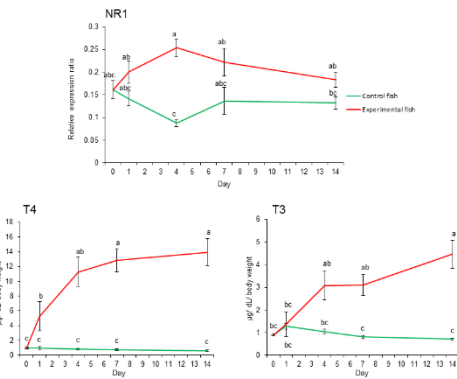 NR1
Relative expression ratio
0.3
0.25
0.2
0.15
0.1
0.05
0
abc
ab
abc
a
c
ab
abc
ab
bc
Control fish
Experimental fish
0 1 2 3 4 5 6 7 8 9 10 11 12 13 14
Day
T4
18
16
14
12
10
8
6
4
2
0
body weight
c
b
c
ab
c
a
c
a
c
0 1 2 3 4 5 6 7 8 9 10 11 12 13 14
Day
T3
µg/ dL/ body weight
6
5
4
3
2
1
0
bc
bc
bc
ab
bc
ab
c
a
c
0 1 2 3 4 5 6 7 8 9 10 11 12 13 14
Day